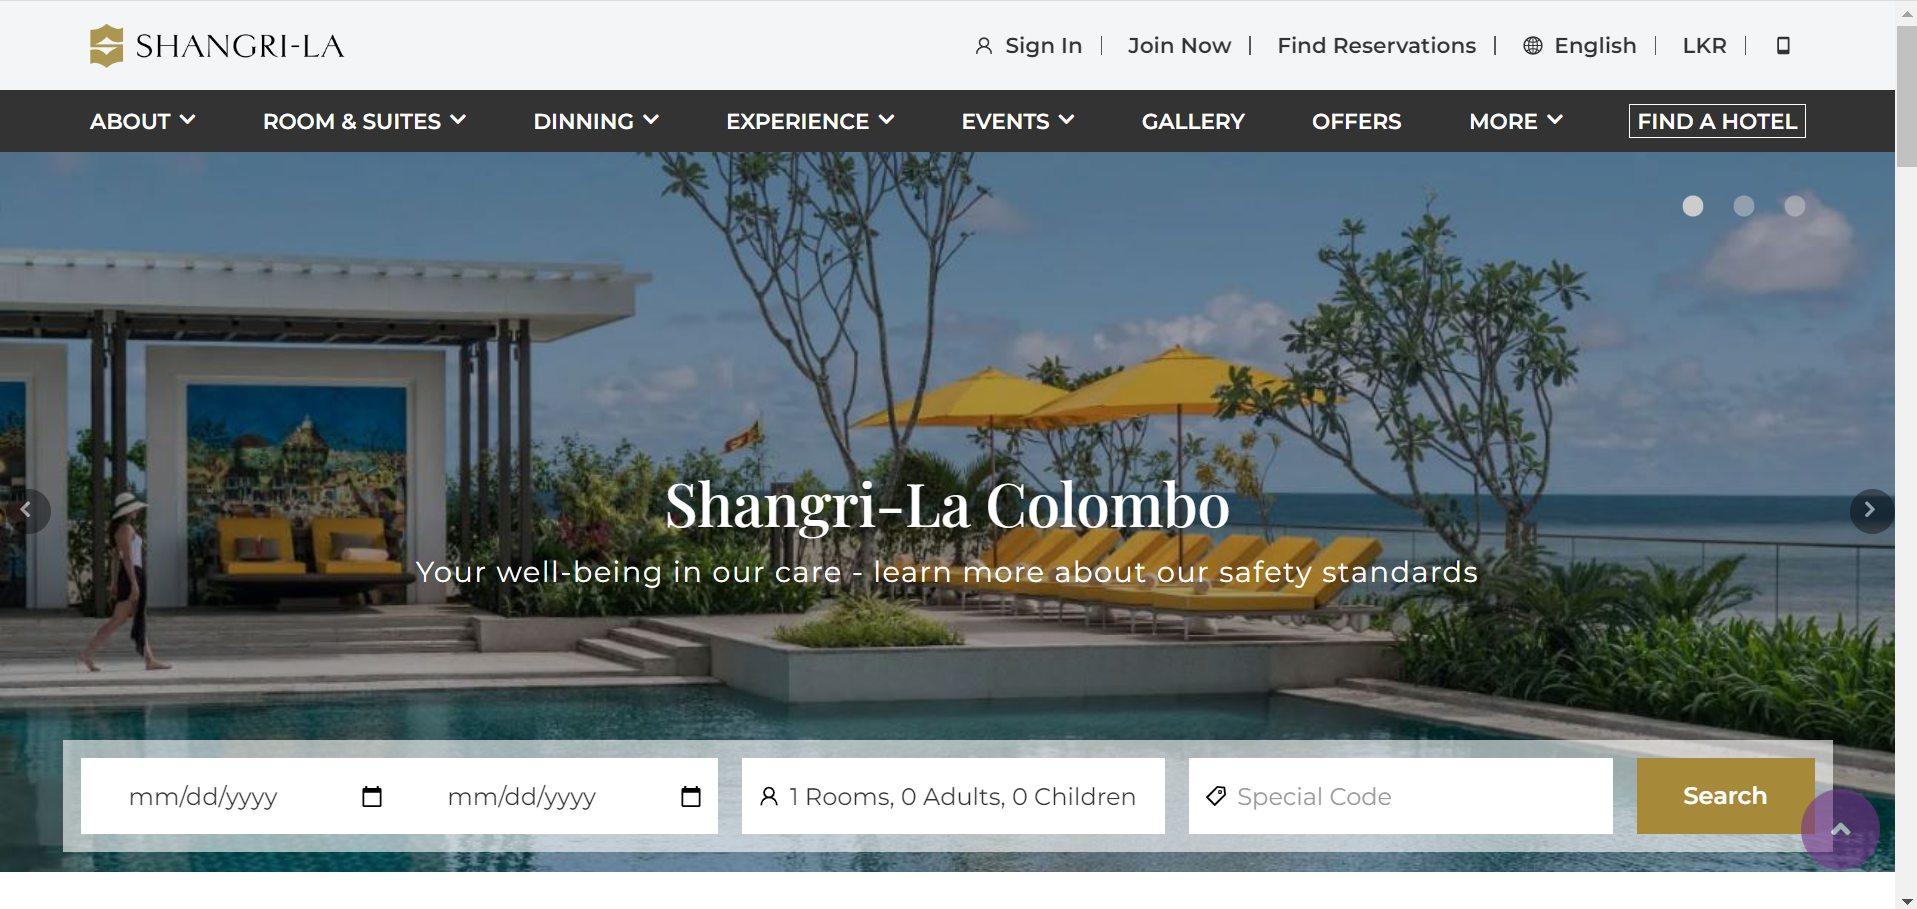 SHANGRI-LA
Sign In | Join Now | Find Reservations | English | LKR |
ABOUT ROOM & SUITES DINNING EXPERIENCE EVENTS GALLERY OFFERS MORE FIND A HOTEL
Shangri-La Colombo
Your well-being in our care - learn more about our safety standards
mm/dd/yyyy mm/dd/yyyy 1 Rooms, 0 Adults, 0 Children Special Code Search